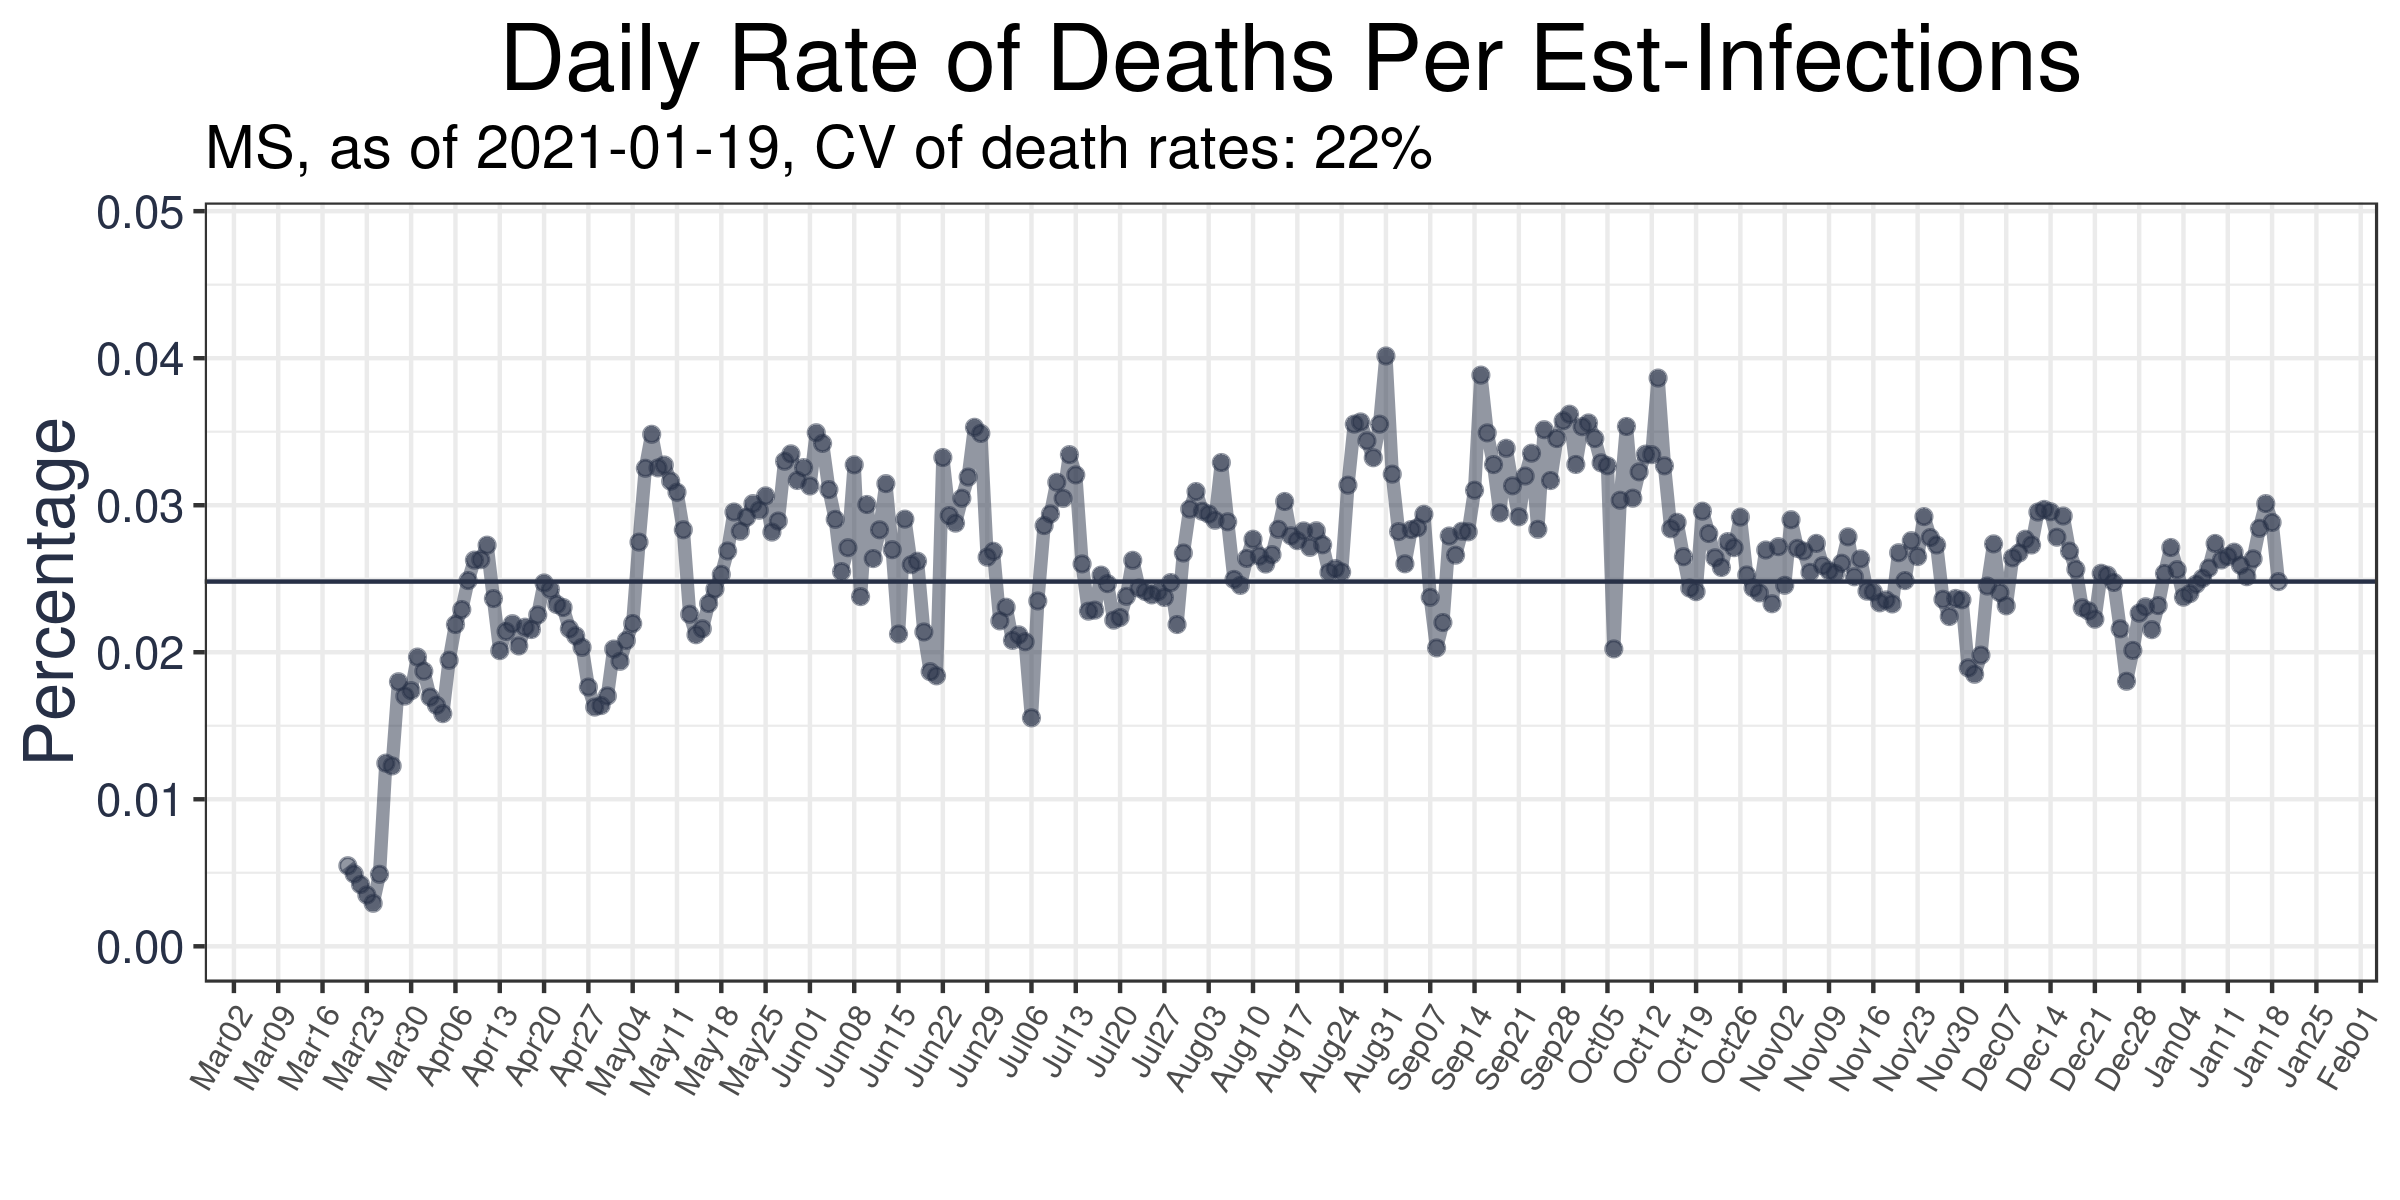 Daily Rate of Deaths Per Est-Infections
MS, as of 2021-01-19, CV of death rates: 22%
Percentage
0.05
0.04
0.03
0.02
0.01
0.00
Mar02
Mar09
Mar16
Mar23
Mar30
Apr06
Apr13
Apr20
Apr27
May04
May11
May18
May25
Jun01
Jun08
Jun15
Jun22
Jun29
Jul06
Jul13
Jul20
Jul27
Aug03
Aug10
Aug17
Aug24
Aug31
Sep07
Sep14
Sep21
Sep28
Oct05
Oct12
Oct19
Oct26
Nov02
Nov09
Nov16
Nov23
Nov30
Dec07
Dec14
Dec21
Dec28
Jan04
Jan11
Jan18
Jan25
Feb01